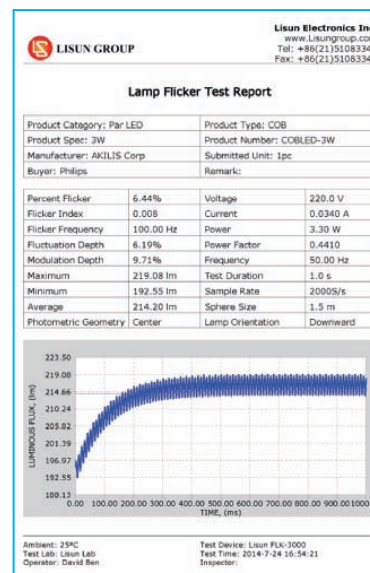 LISUN GROUP
Lisun Electronics Inc
www.Lisungroup.co
Tel: +86(21)5108334
Fax: +86(21)5108334
Lamp Flicker Test Report
Product Category: Par LED Product Type: COB
Product Spec: 3W Product Number: COBLED-3W
Manufacturer: AKILIS Corp Submitted Unit: 1pc
Buyer: Philips Remark:
Percent Flicker 6.44% Voltage 220.0 V
Flicker Index 0.008 Current 0.0340 A
Flicker Frequency 100.00 Hz Power 3.30 W
Fluctuation Depth 6.19% Power Factor 0.4410
Modulation Depth 9.71% Frequency 50.00 Hz
Maximum 219.08 lm Test Duration 1.0 s
Minimum 192.55 lm Sample Rate 2000S/s
Average 214.20 lm Sphere Size 1.5 m
Photometric Geometry Center Lamp Orientation Downward
LUMINOUS FLUX, (lm)
223.50
219.08
214.66
210.24
205.82
201.39
196.97
192.55
188.13
0.00 100.00 200.00 300.00 400.00 500.00 600.00 700.00 800.00 900.00 1000
TIME, (ms)
Ambient: 25ºC Test Device: Lisun FLK-3000
Test Lab: Lisun Lab Test Time: 2014-7-24 16:54:21
Operator: David Ben Inspector: